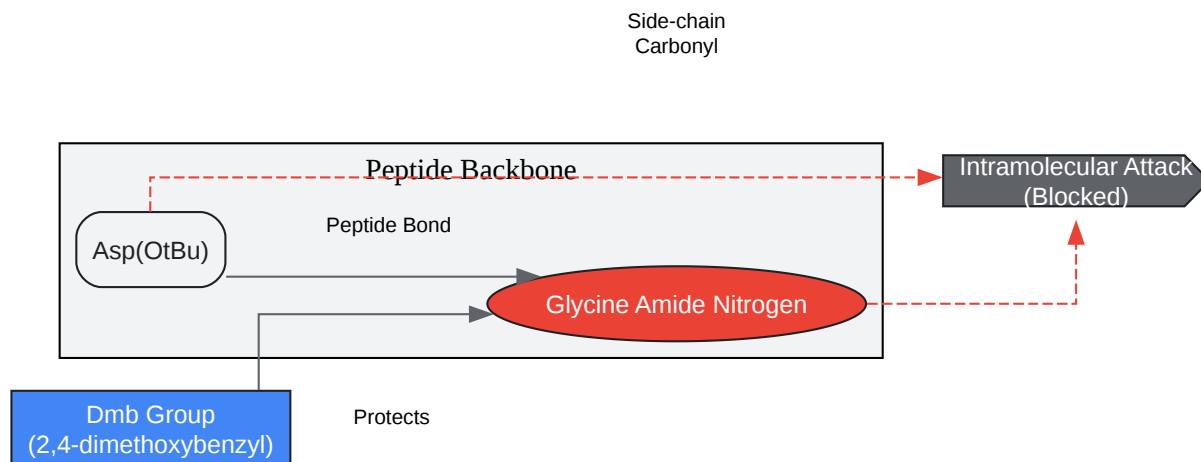 Side-chain
Carbonyl
Peptide Backbone
Intramolecular Attack
(Blocked)
Peptide Bond
Asp(OtBu)
Glycine Amide Nitrogen
Dmb Group
(2,4-dimethoxybenzyl)
Protects